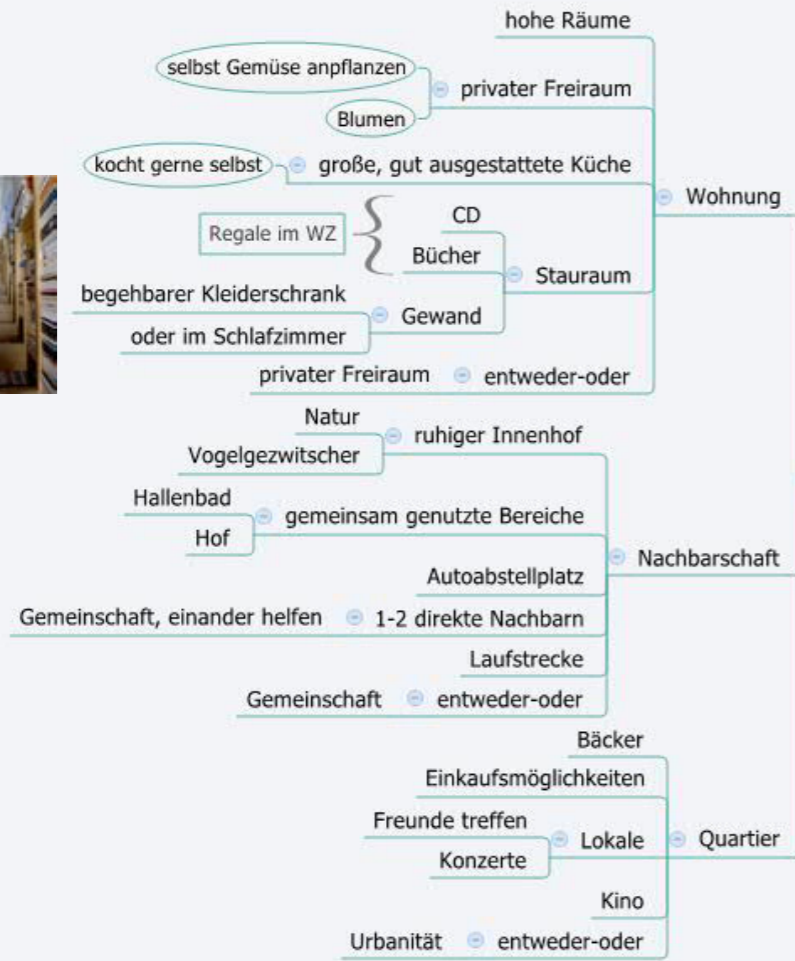 hohe Räume
selbst Gemüse anpflanzen
privater Freiraum
Blumen
kocht gerne selbst
große, gut ausgestattete Küche
Wohnung
CD
Regale im WZ
Bücher
Stauraum
begehbarer Kleiderschrank
Gewand
oder im Schlafzimmer
privater Freiraum
entweder-oder
Natur
ruhiger Innenhof
Vogelgezwitscher
Hallenbad
gemeinsam genutzte Bereiche
Hof
Nachbarschaft
Autoabstellplatz
Gemeinschaft, einander helfen
1-2 direkte Nachbarn
Laufstrecke
Gemeinschaft
entweder-oder
Bäcker
Einkaufsmöglichkeiten
Freunde treffen
Lokale
Quartier
Konzerte
Kino
Urbanität
entweder-oder